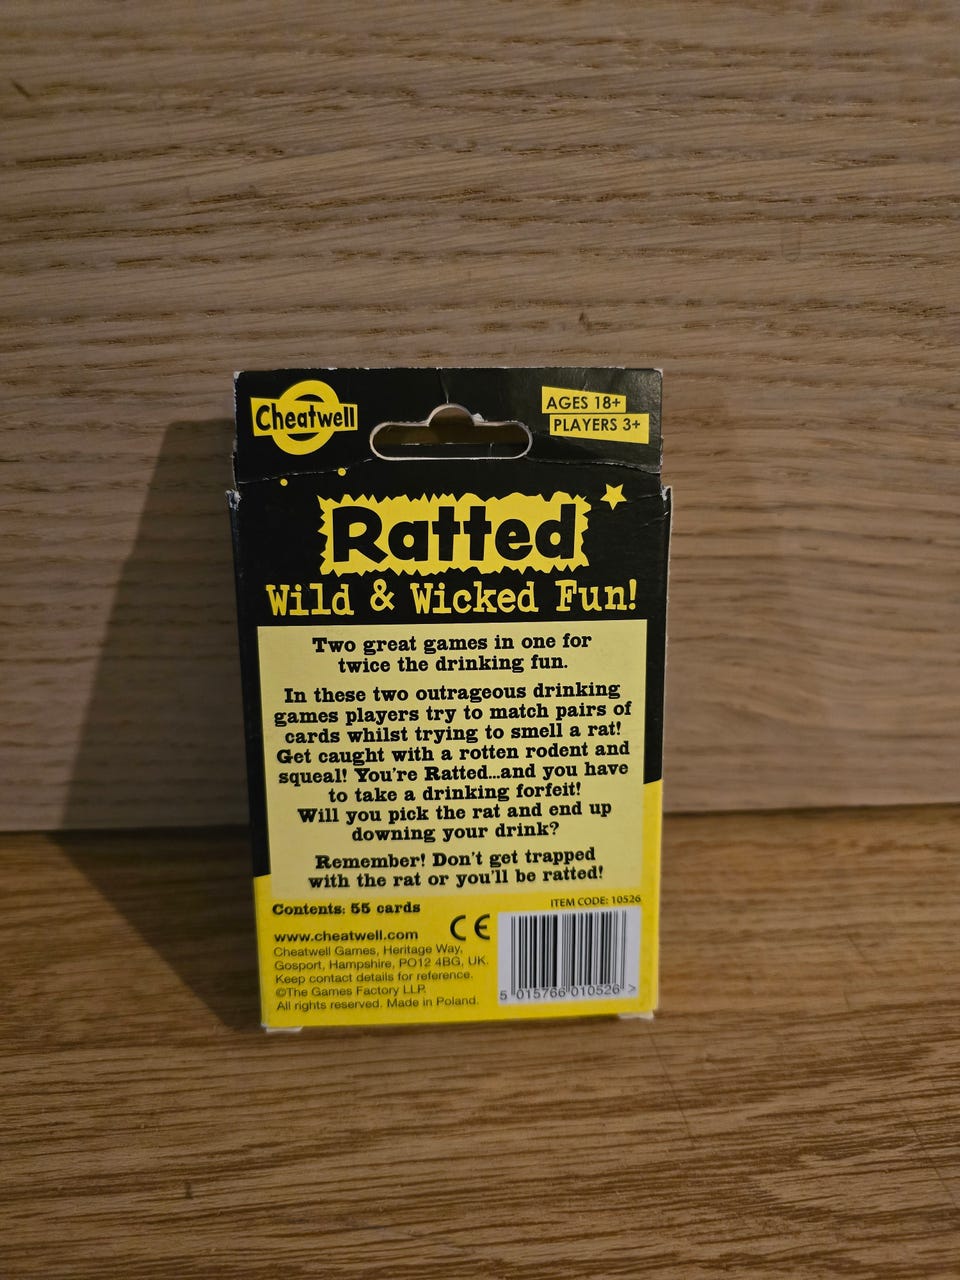 Cheatwell
AGES 18+
PLAYERS 3+
Ratted
Wild & Wicked Fun!
Two great games in one for
twice the drinking fun.
In these two outrageous drinking
games players try to match pairs of
cards whilst trying to smell a rat!
Get caught with a rotten rodent and
squeal! You're Ratted...and you have
to take a drinking forfeit!
Will you pick the rat and end up
downing your drink?
Remember! Don't get trapped
with the rat or you'll be ratted!
Contents: 55 cards
ITEM CODE: 10526
www.cheatwell.com
CE
Cheatwell Games, Heritage Way,
Gosport, Hampshire, PO12 4BG, UK.
Keep contact details for reference.
©The Games Factory LLP.
All rights reserved. Made in Poland.
5 015766 010526 >